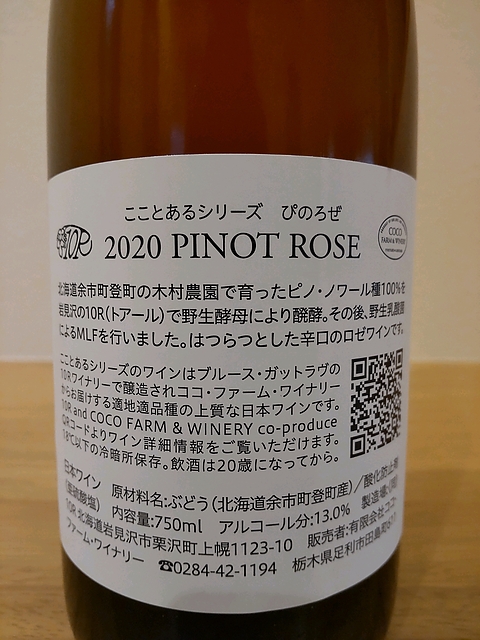 こことあるシリーズ ぴのろぜ
10R
2020 PINOT ROSE
COCO
FARM & WINERY
北海道余市町登町の木村農園で育ったピノ・ノワール種100%を
岩見沢の10R(トアール)で野生酵母により醗酵。その後、野生乳酸菌
によるMLFを行いました。はつらつとした辛口のロゼワインです。
こことあるシリーズのワインはブルース・ガットラヴの
10Rワイナリーで醸造されココ・ファーム・ワイナリー
からお届けする適地適品種の上質な日本ワインです。
10R and COCO FARM & WINERY co-produce
QRコードよりワイン詳細情報をご覧いただけます。
18℃以下の冷暗所保存。飲酒は20歳になってから。
日本ワイン 原材料名:ぶどう(北海道余市町登町産)/酸化防止剤
(亜硫酸塩) 内容量:750ml アルコール分:13.0% 製造場:(同)
10R 北海道岩見沢市栗沢町上幌1123-10 販売者:有限会社ココ・
ファーム・ワイナリー ☎0284-42-1194 栃木県足利市田島町